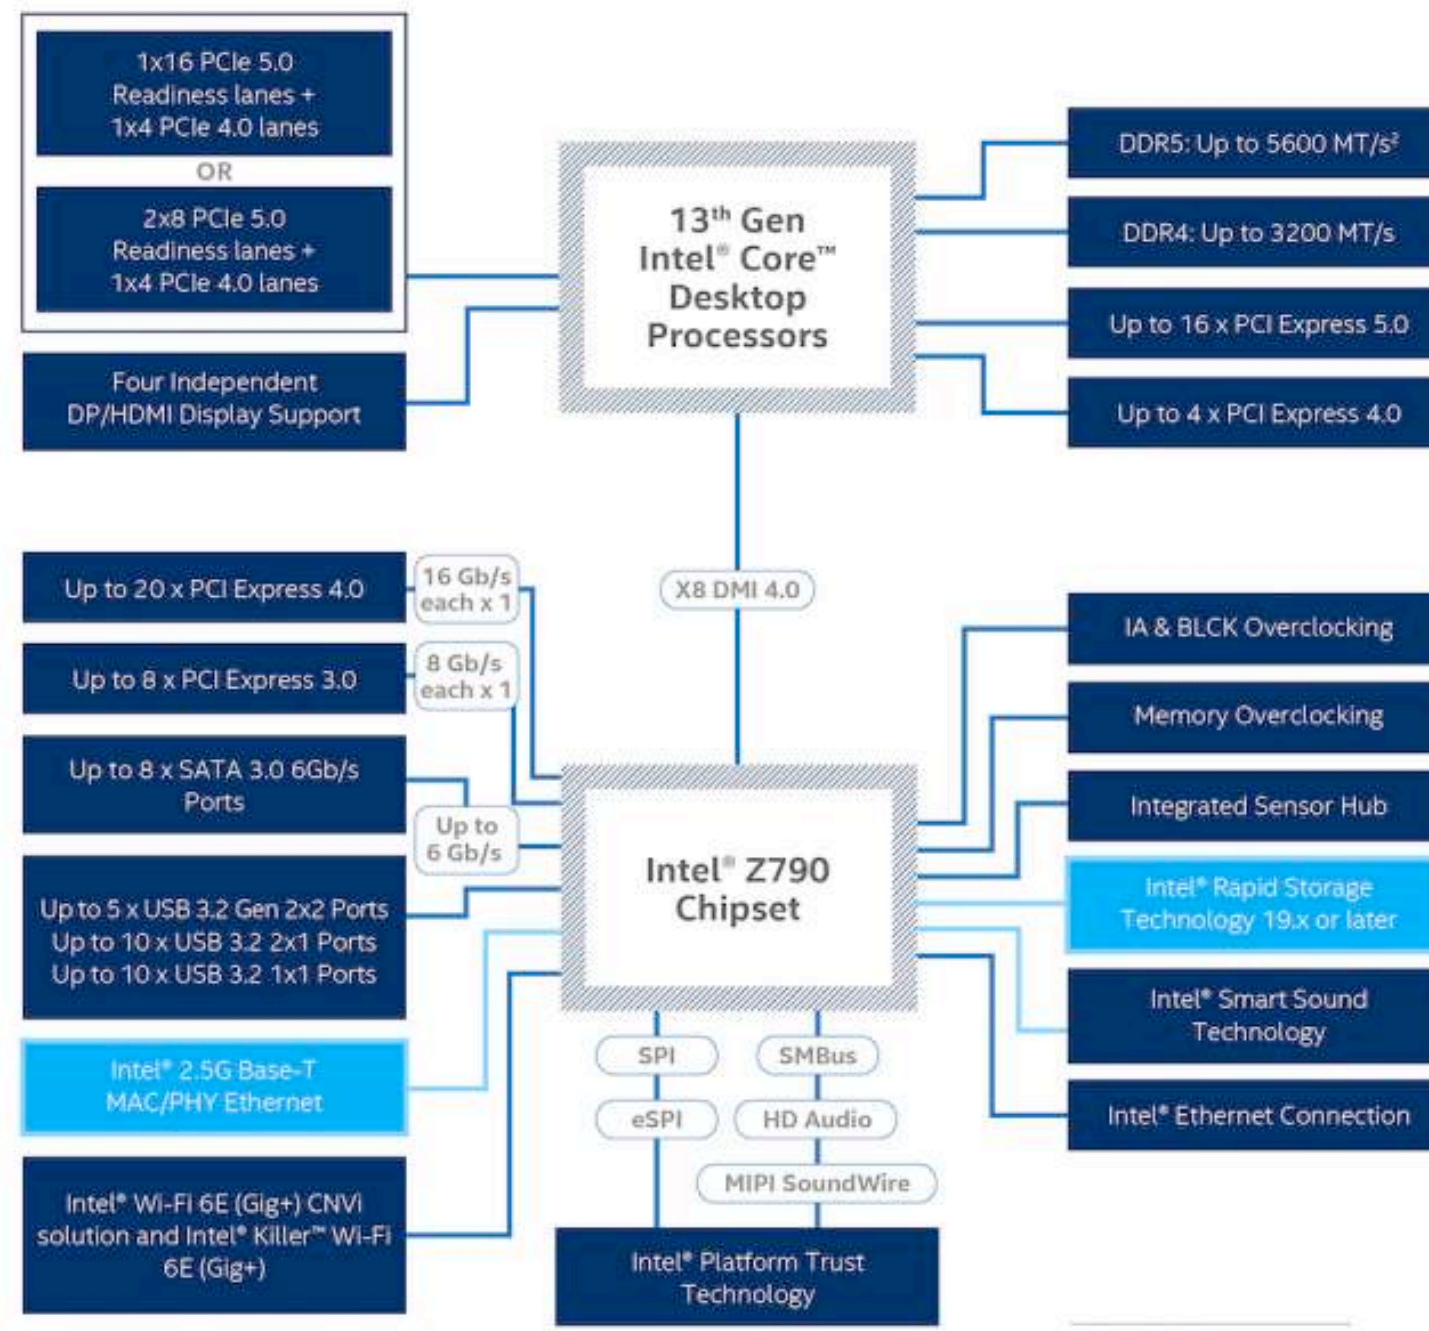 1x16 PCIe 5.0
Readiness lanes +
1x4 PCIe 4.0 lanes
OR
2x8 PCIe 5.0
Readiness lanes +
1x4 PCIe 4.0 lanes
Four Independent
DP/HDMI Display Support
13th Gen
Intel® Core™
Desktop
Processors
DDR5: Up to 5600 MT/s²
DDR4: Up to 3200 MT/s
Up to 16 x PCI Express 5.0
Up to 4 x PCI Express 4.0
X8 DMI 4.0
Up to 20 x PCI Express 4.0
16 Gb/s
each x 1
Up to 8 x PCI Express 3.0
8 Gb/s
each x 1
Up to 8 x SATA 3.0 6Gb/s
Ports
Up to
6 Gb/s
Up to 5 x USB 3.2 Gen 2x2 Ports
Up to 10 x USB 3.2 2x1 Ports
Up to 10 x USB 3.2 1x1 Ports
Intel® 2.5G Base-T
MAC/PHY Ethernet
Intel® Wi-Fi 6E (Gig+) CNVi
solution and Intel® Killer™ Wi-Fi
6E (Gig+)
Intel® Z790
Chipset
IA & BLCK Overclocking
Memory Overclocking
Integrated Sensor Hub
Intel® Rapid Storage
Technology 19.x or later
Intel® Smart Sound
Technology
Intel® Ethernet Connection
SPI
eSPI
SMBus
HD Audio
MIPI SoundWire
Intel® Platform Trust
Technology